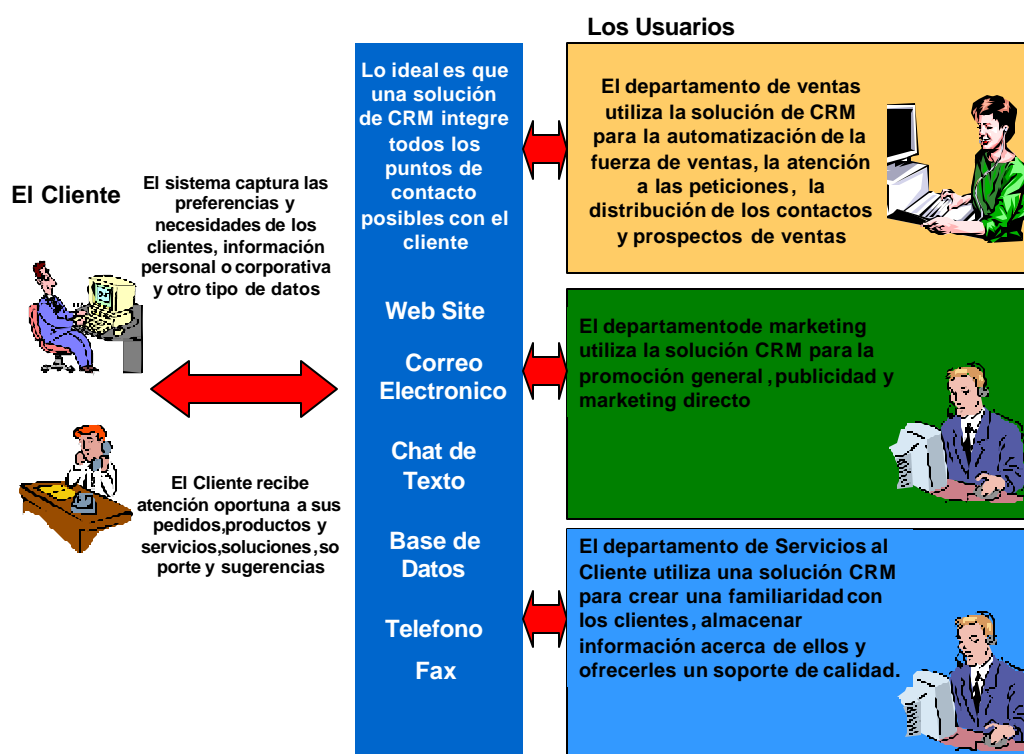 El Cliente
El sistema captura las
preferencias y
necesidades de los
clientes, información
personal o corporativa
y otro tipo de datos
El Cliente recibe
atención oportuna a sus
pedidos,productos y
servicios,soluciones,so
porte y sugerencias
Lo ideal es que
una solución
de CRM integre
todos los
puntos de
contacto
posibles con el
cliente
Web Site
Correo
Electronico
Chat de
Texto
Base de
Datos
Telefono
Fax
Los Usuarios
El departamento de ventas
utiliza la solución de CRM
para la automatización de la
fuerza de ventas, la atención
a las peticiones, la
distribución de los contactos
y prospectos de ventas
El departamentode marketing
utiliza la solución CRM para la
promoción general ,publicidad y
marketing directo
El departamento de Servicios al
Cliente utiliza una solución CRM
para crear una familiaridad con
los clientes, almacenar
información acerca de ellos y
ofrecerles un soporte de calidad.